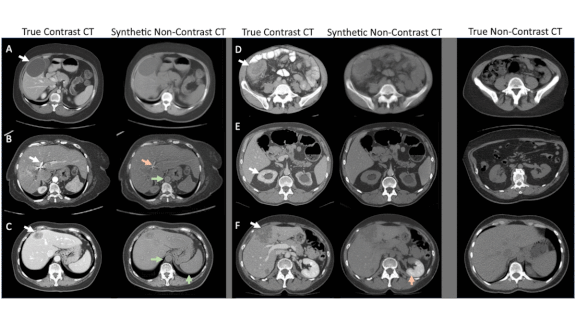 True Contrast CT Synthetic Non-Contrast CT True Contrast CT Synthetic Non-Contrast CT True Non-Contrast CT
A D
B E
C F